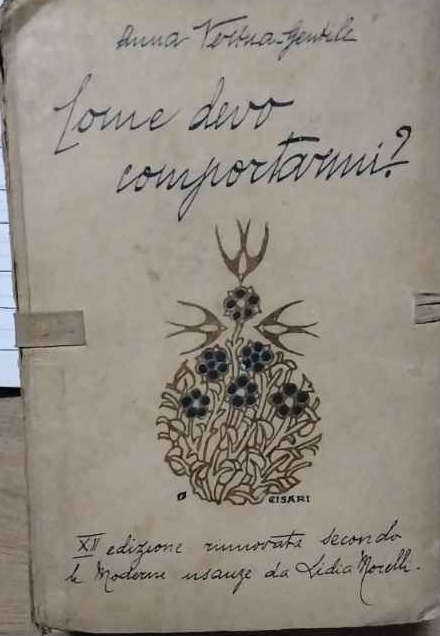 Anna Vertua-Gentile
Come devo
comportarmi?
CISARI
XII edizione rinnovata secondo
le Moderne usanze da Lidia Morelli.